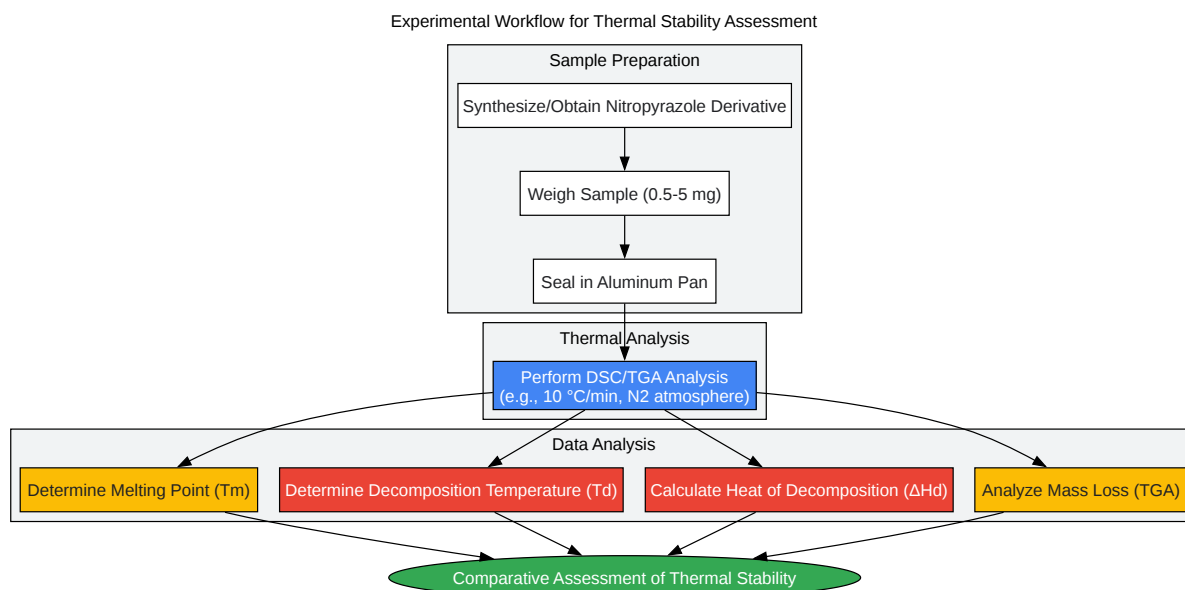 Experimental Workflow for Thermal Stability Assessment
Sample Preparation
Synthesize/Obtain Nitropyrazole Derivative
Weigh Sample (0.5-5 mg)
Seal in Aluminum Pan
Thermal Analysis
Perform DSC/TGA Analysis
(e.g., 10 °C/min, N2 atmosphere)
Data Analysis
Determine Melting Point (Tm)
Determine Decomposition Temperature (Td)
Calculate Heat of Decomposition (ΔHd)
Analyze Mass Loss (TGA)
Comparative Assessment of Thermal Stability